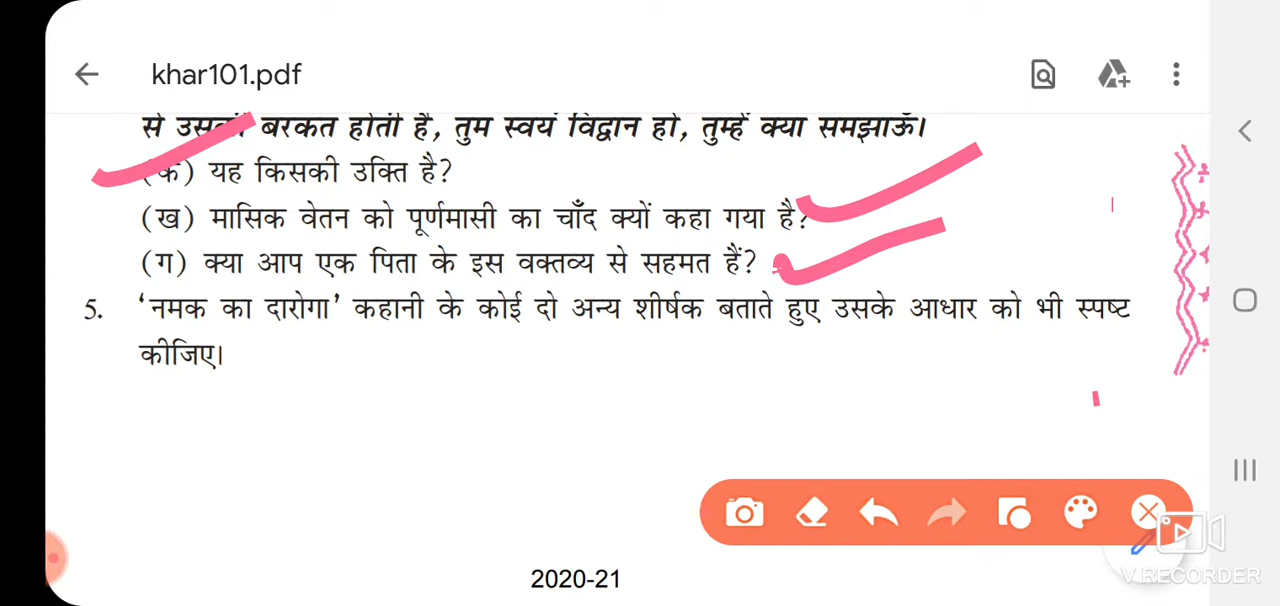 khar101.pdf
से उसकी बरकत होती है, तुम स्वयं विद्वान हो, तुम्हें क्या समझाऊँ।
(क) यह किसकी उक्ति है?
(ख) मासिक वेतन को पूर्णमासी का चाँद क्यों कहा गया है?
(ग) क्या आप एक पिता के इस वक्तव्य से सहमत हैं?
5. ‘नमक का दारोगा’ कहानी के कोई दो अन्य शीर्षक बताते हुए उसके आधार को भी स्पष्ट
कीजिए।
2020-21
V RECORDER